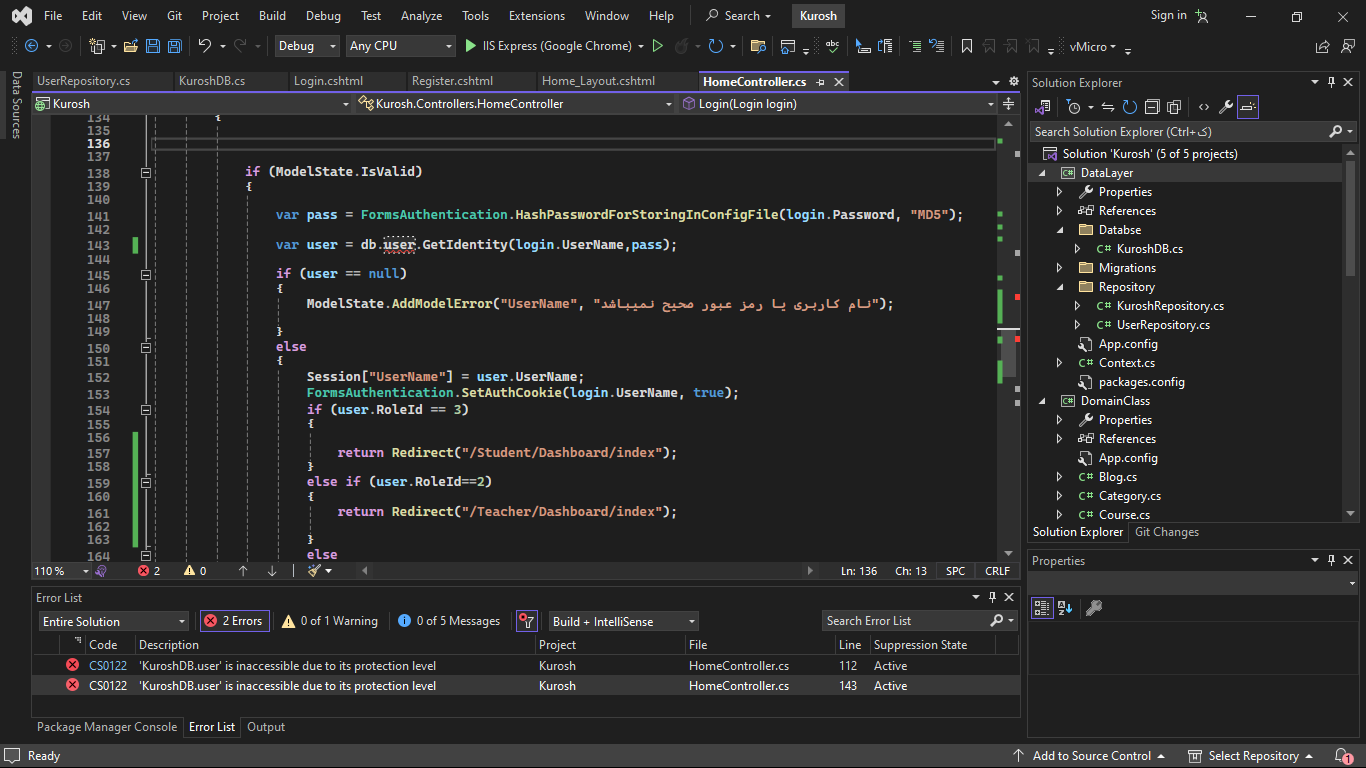 File Edit View Git Project Build Debug Test Analyze Tools Extensions Window Help Search Kurosh Sign in
Debug Any CPU IIS Express (Google Chrome) vMicro
Data Sources
UserRepository.cs KuroshDB.cs Login.cshtml Register.cshtml Home_Layout.cshtml HomeController.cs
Kurosh Kurosh.Controllers.HomeController Login(Login login)
134 {
135
136
137
138 if (ModelState.IsValid)
139 {
140
141 var pass = FormsAuthentication.HashPasswordForStoringInConfigFile(login.Password, "MD5");
142
143 var user = db.user.GetIdentity(login.UserName,pass);
144
145 if (user == null)
146 {
147 ModelState.AddModelError("UserName", "نام کاربری یا رمز عبور صحیح نمیباشد");
148
149 }
150 else
151 {
152 Session["UserName"] = user.UserName;
153 FormsAuthentication.SetAuthCookie(login.UserName, true);
154 if (user.RoleId == 3)
155 {
156
157 return Redirect("/Student/Dashboard/index");
158 }
159 else if (user.RoleId==2)
160 {
161 return Redirect("/Teacher/Dashboard/index");
162
163 }
164 else
110 % 2 0 Ln: 136 Ch: 13 SPC CRLF
Error List
Entire Solution 2 Errors 0 of 1 Warning 0 of 5 Messages Build + IntelliSense Search Error List
Code Description Project File Line Suppression State
CS0122 'KuroshDB.user' is inaccessible due to its protection level Kurosh HomeController.cs 112 Active
CS0122 'KuroshDB.user' is inaccessible due to its protection level Kurosh HomeController.cs 143 Active
Package Manager Console Error List Output
Solution Explorer
Search Solution Explorer (Ctrl+ک)
Solution 'Kurosh' (5 of 5 projects)
DataLayer
Properties
References
Databse
KuroshDB.cs
Migrations
Repository
KuroshRepository.cs
UserRepository.cs
App.config
Context.cs
packages.config
DomainClass
Properties
References
App.config
Blog.cs
Category.cs
Course.cs
Solution Explorer Git Changes
Properties
Ready Add to Source Control Select Repository 1